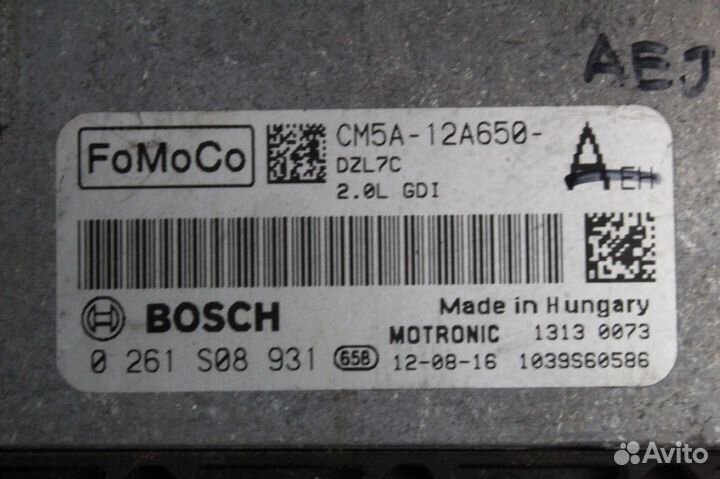 AEJ
FoMoCo
CM5A-12A650-
A EH
DZL7C
2.0L GDI
BOSCH
Made in Hungary
MOTRONIC 1313 0073
0 261 S08 931 658 12-08-16 1039S60586
Avito